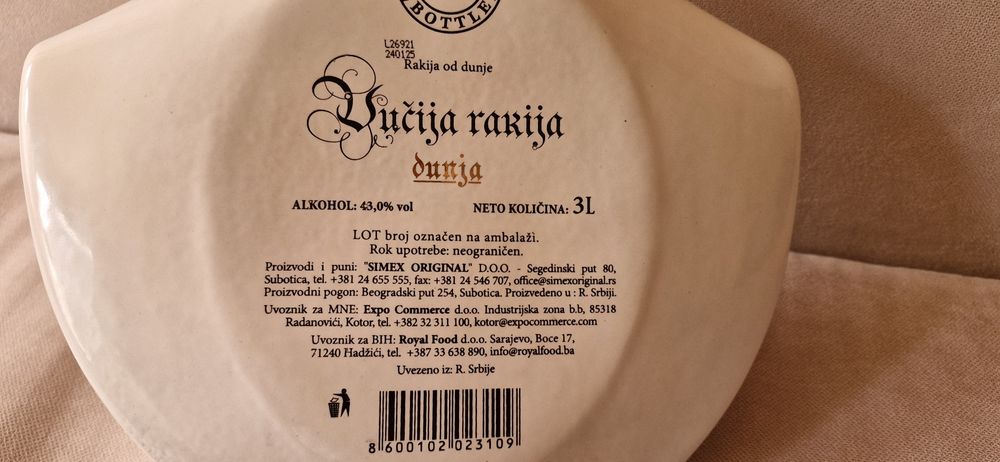 BOTTLE
L26921
240125
Rakija od dunje
Vučija rakija
dunja
ALKOHOL: 43,0% vol NETO KOLIČINA: 3L
LOT broj označen na ambalaži.
Rok upotrebe: neograničen.
Proizvodi i puni: "SIMEX ORIGINAL" D.O.O. - Segedinski put 80,
Subotica, tel. +381 24 655 555, fax: +381 24 546 707, office@simexoriginal.rs
Proizvodni pogon: Beogradski put 254, Subotica. Proizvedeno u : R. Srbiji.
Uvoznik za MNE: Expo Commerce d.o.o. Industrijska zona b.b, 85318
Radanovići, Kotor, tel. +382 32 311 100, kotor@expocommerce.com
Uvoznik za BIH: Royal Food d.o.o. Sarajevo, Boce 17,
71240 Hadžići, tel. +387 33 638 890, info@royalfood.ba
Uvezeno iz: R. Srbije
8 600102 023109